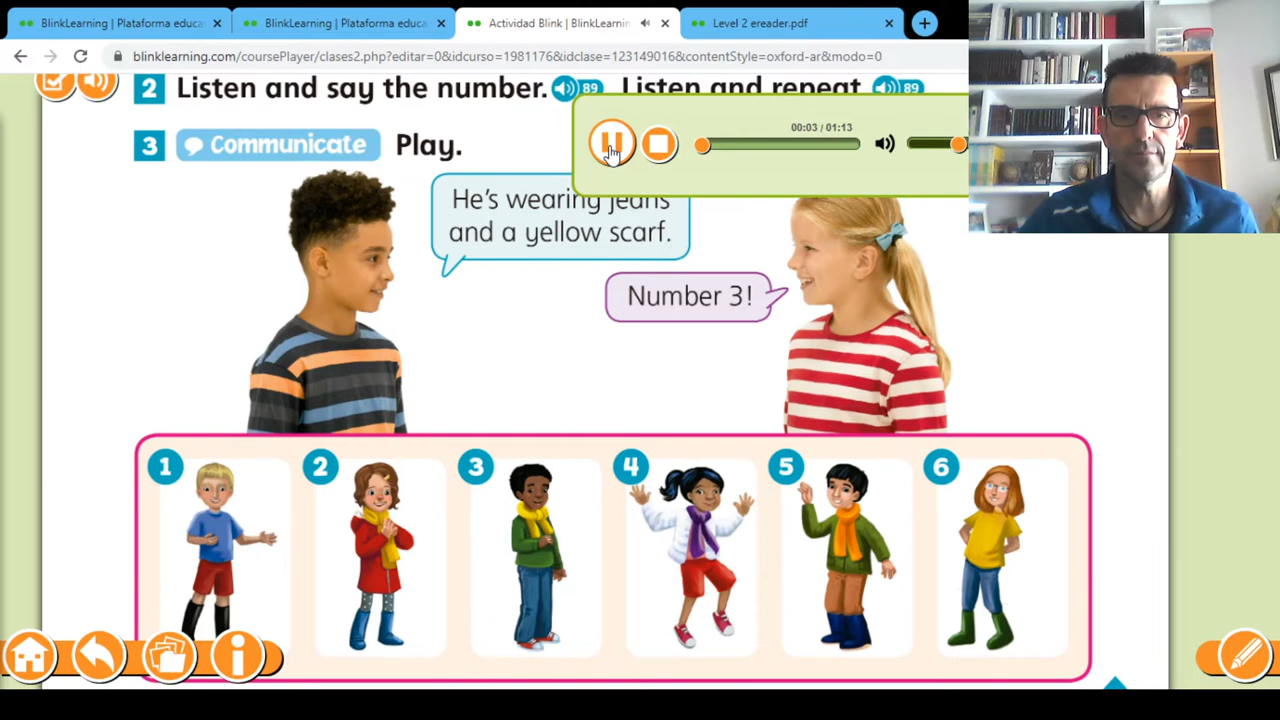 BlinkLearning | Plataforma educa
BlinkLearning | Plataforma educa
Actividad Blink | BlinkLearnin
Level 2 ereader.pdf
blinklearning.com/coursePlayer/clases2.php?editar=0&idcurso=1981176&idclase=123149016&contentStyle=oxford-ar&modo=0
2 Listen and say the number. 89 Listen and repeat 89
00:03 / 01:13
3 Communicate Play.
He's wearing jeans
and a yellow scarf.
Number 3!
1 2 3 4 5 6